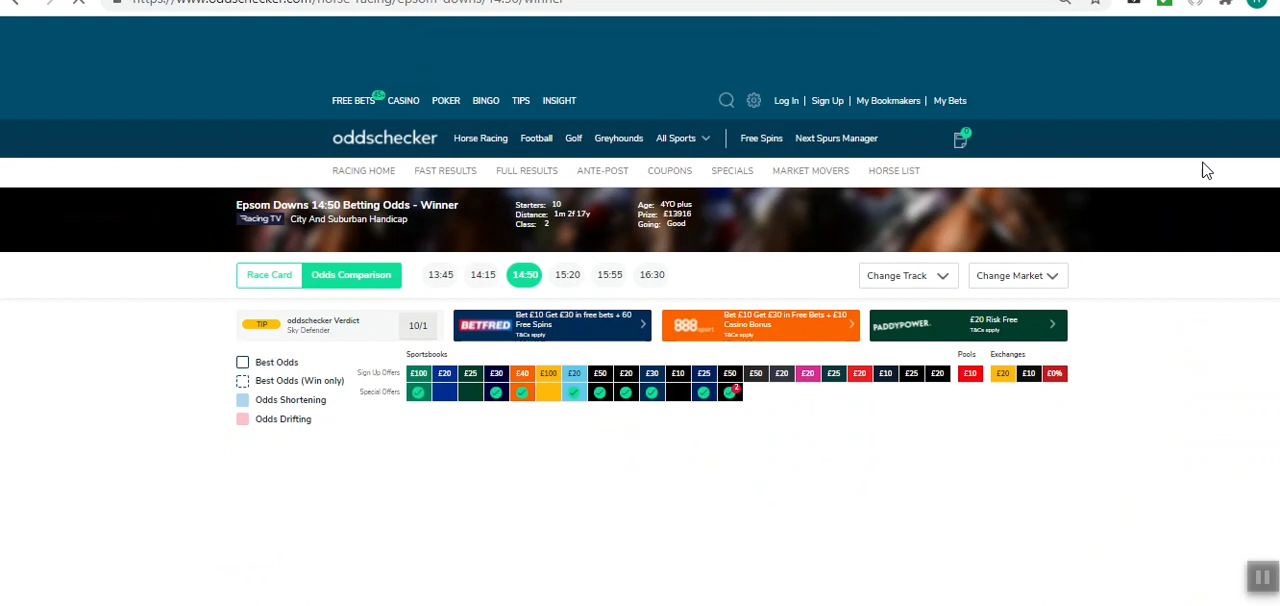 https://www.oddschecker.com/horse-racing/epsom-downs/14:50/winner
FREE BETS 45+ CASINO POKER BINGO TIPS INSIGHT
Log In | Sign Up | My Bookmakers | My Bets
oddschecker Horse Racing Football Golf Greyhounds All Sports Free Spins Next Spurs Manager 0
RACING HOME FAST RESULTS FULL RESULTS ANTE-POST COUPONS SPECIALS MARKET MOVERS HORSE LIST
Epsom Downs 14:50 Betting Odds - Winner
Racing TV City And Suburban Handicap
Starters: 10
Distance: 1m 2f 17y
Class: 2
Age: 4YO plus
Prize: £13916
Going: Good
Race Card Odds Comparison 13:45 14:15 14:50 15:20 15:55 16:30 Change Track Change Market
TIP oddschecker Verdict
Sky Defender
10/1
BETFRED Bet £10 Get £30 in free bets + 60
Free Spins
T&Cs apply
888sport Bet £10 Get £30 in Free Bets + £10
Casino Bonus
T&Cs apply
PADDYPOWER. £20 Risk Free
T&Cs apply
Sportsbooks Pools Exchanges
Best Odds
Best Odds (Win only)
Odds Shortening
Odds Drifting
Sign Up Offers £100 £20 £25 £30 £40 £100 £20 £50 £20 £30 £10 £25 £50 £50 £20 £20 £25 £20 £10 £25 £20 £10 £20 £10 £0%
Special Offers 2